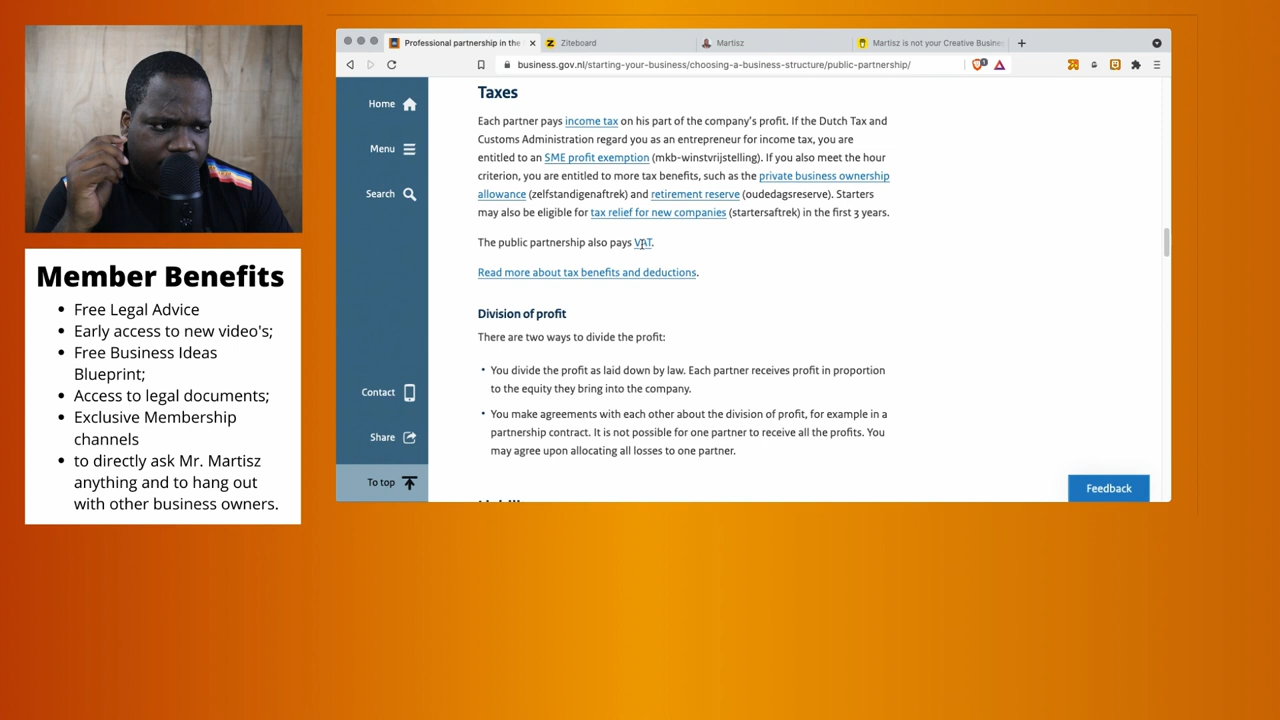 Member Benefits
Free Legal Advice
Early access to new video's;
Free Business Ideas
Blueprint;
Access to legal documents;
Exclusive Membership
channels
to directly ask Mr. Martisz
anything and to hang out
with other business owners.
Professional partnership in the
Ziteboard
Martisz
Martisz is not your Creative Busine
business.gov.nl/starting-your-business/choosing-a-business-structure/public-partnership/
Home
Menu
Search
Contact
Share
To top
Taxes
Each partner pays income tax on his part of the company's profit. If the Dutch Tax and
Customs Administration regard you as an entrepreneur for income tax, you are
entitled to an SME profit exemption (mkb-winstvrijstelling). If you also meet the hour
criterion, you are entitled to more tax benefits, such as the private business ownership
allowance (zelfstandigenaftrek) and retirement reserve (oudedagsreserve). Starters
may also be eligible for tax relief for new companies (startersaftrek) in the first 3 years.
The public partnership also pays VAT.
Read more about tax benefits and deductions.
Division of profit
There are two ways to divide the profit:
You divide the profit as laid down by law. Each partner receives profit in proportion
to the equity they bring into the company.
You make agreements with each other about the division of profit, for example in a
partnership contract. It is not possible for one partner to receive all the profits. You
may agree upon allocating all losses to one partner.
Feedback